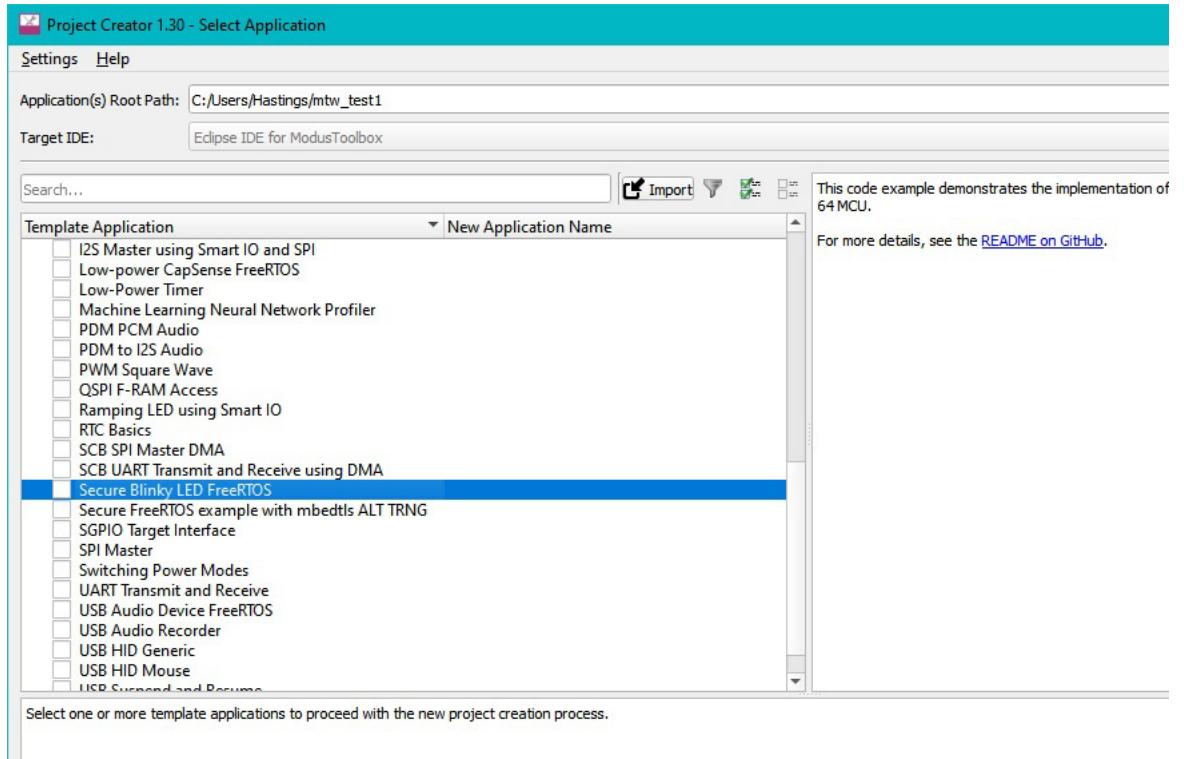 Project Creator 1.30 - Select Application
Settings Help
Application(s) Root Path: C:/Users/Hastings/mtw_test1
Target IDE: Eclipse IDE for ModusToolbox
Search...
Import
Template Application New Application Name
I2S Master using Smart IO and SPI
Low-power CapSense FreeRTOS
Low-Power Timer
Machine Learning Neural Network Profiler
PDM PCM Audio
PDM to I2S Audio
PWM Square Wave
QSPI F-RAM Access
Ramping LED using Smart IO
RTC Basics
SCB SPI Master DMA
SCB UART Transmit and Receive using DMA
Secure Blinky LED FreeRTOS
Secure FreeRTOS example with mbedtls ALT TRNG
SGPIO Target Interface
SPI Master
Switching Power Modes
UART Transmit and Receive
USB Audio Device FreeRTOS
USB Audio Recorder
USB HID Generic
USB HID Mouse
USB Suspend and Resume
This code example demonstrates the implementation of
64 MCU.
For more details, see the README on GitHub.
Select one or more template applications to proceed with the new project creation process.